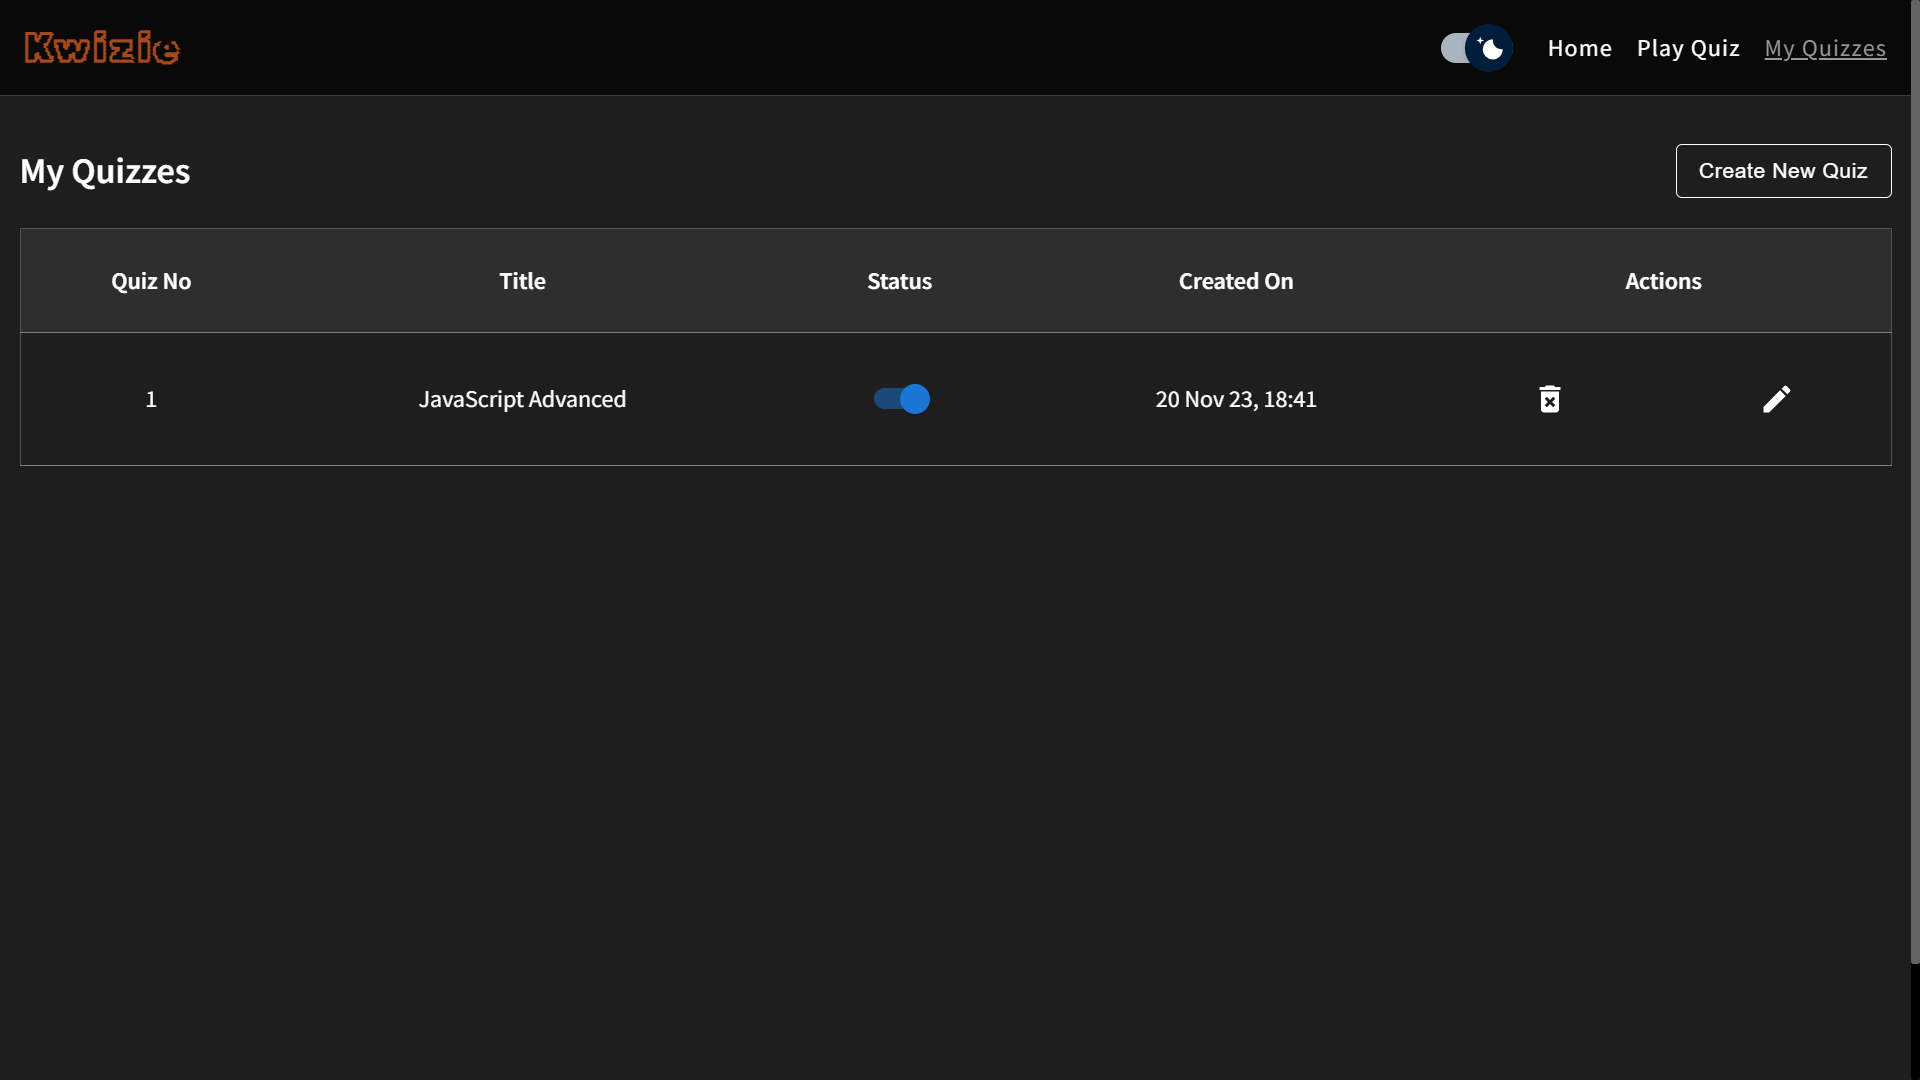 Kwizie
Home Play Quiz My Quizzes
My Quizzes
Create New Quiz
Quiz No Title Status Created On Actions
1 JavaScript Advanced 20 Nov 23, 18:41